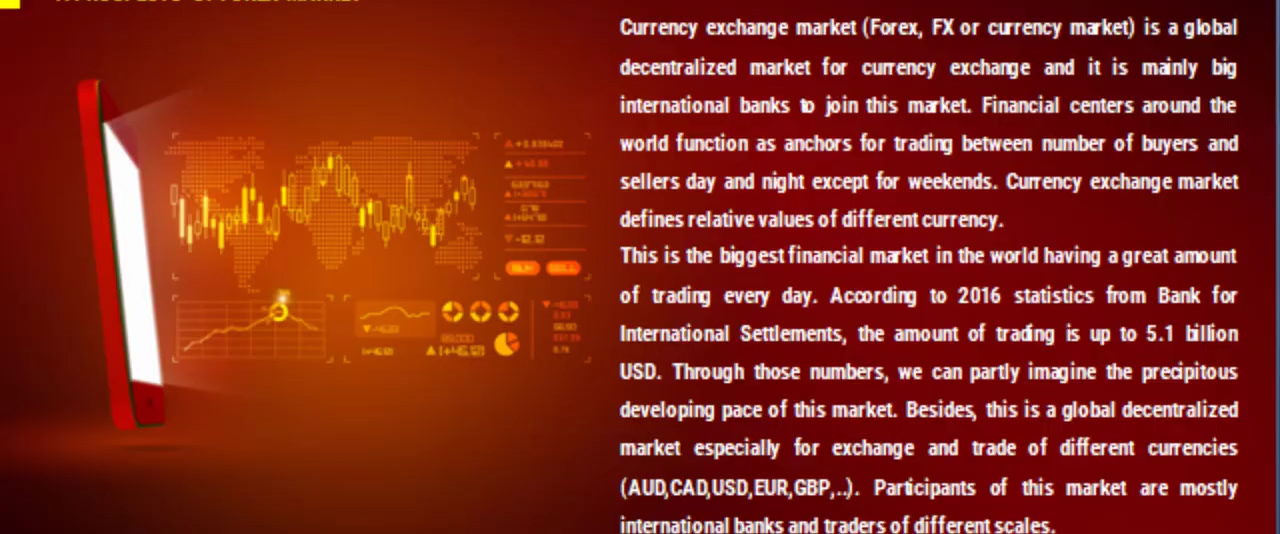 Currency exchange market (Forex, FX or currency market) is a global
decentralized market for currency exchange and it is mainly big
international banks to join this market. Financial centers around the
world function as anchors for trading between number of buyers and
sellers day and night except for weekends. Currency exchange market
defines relative values of different currency.
This is the biggest financial market in the world having a great amount
of trading every day. According to 2016 statistics from Bank for
International Settlements, the amount of trading is up to 5.1 billion
USD. Through those numbers, we can partly imagine the precipitous
developing pace of this market. Besides, this is a global decentralized
market especially for exchange and trade of different currencies
(AUD,CAD,USD,EUR,GBP,..). Participants of this market are mostly
international banks and traders of different scales.